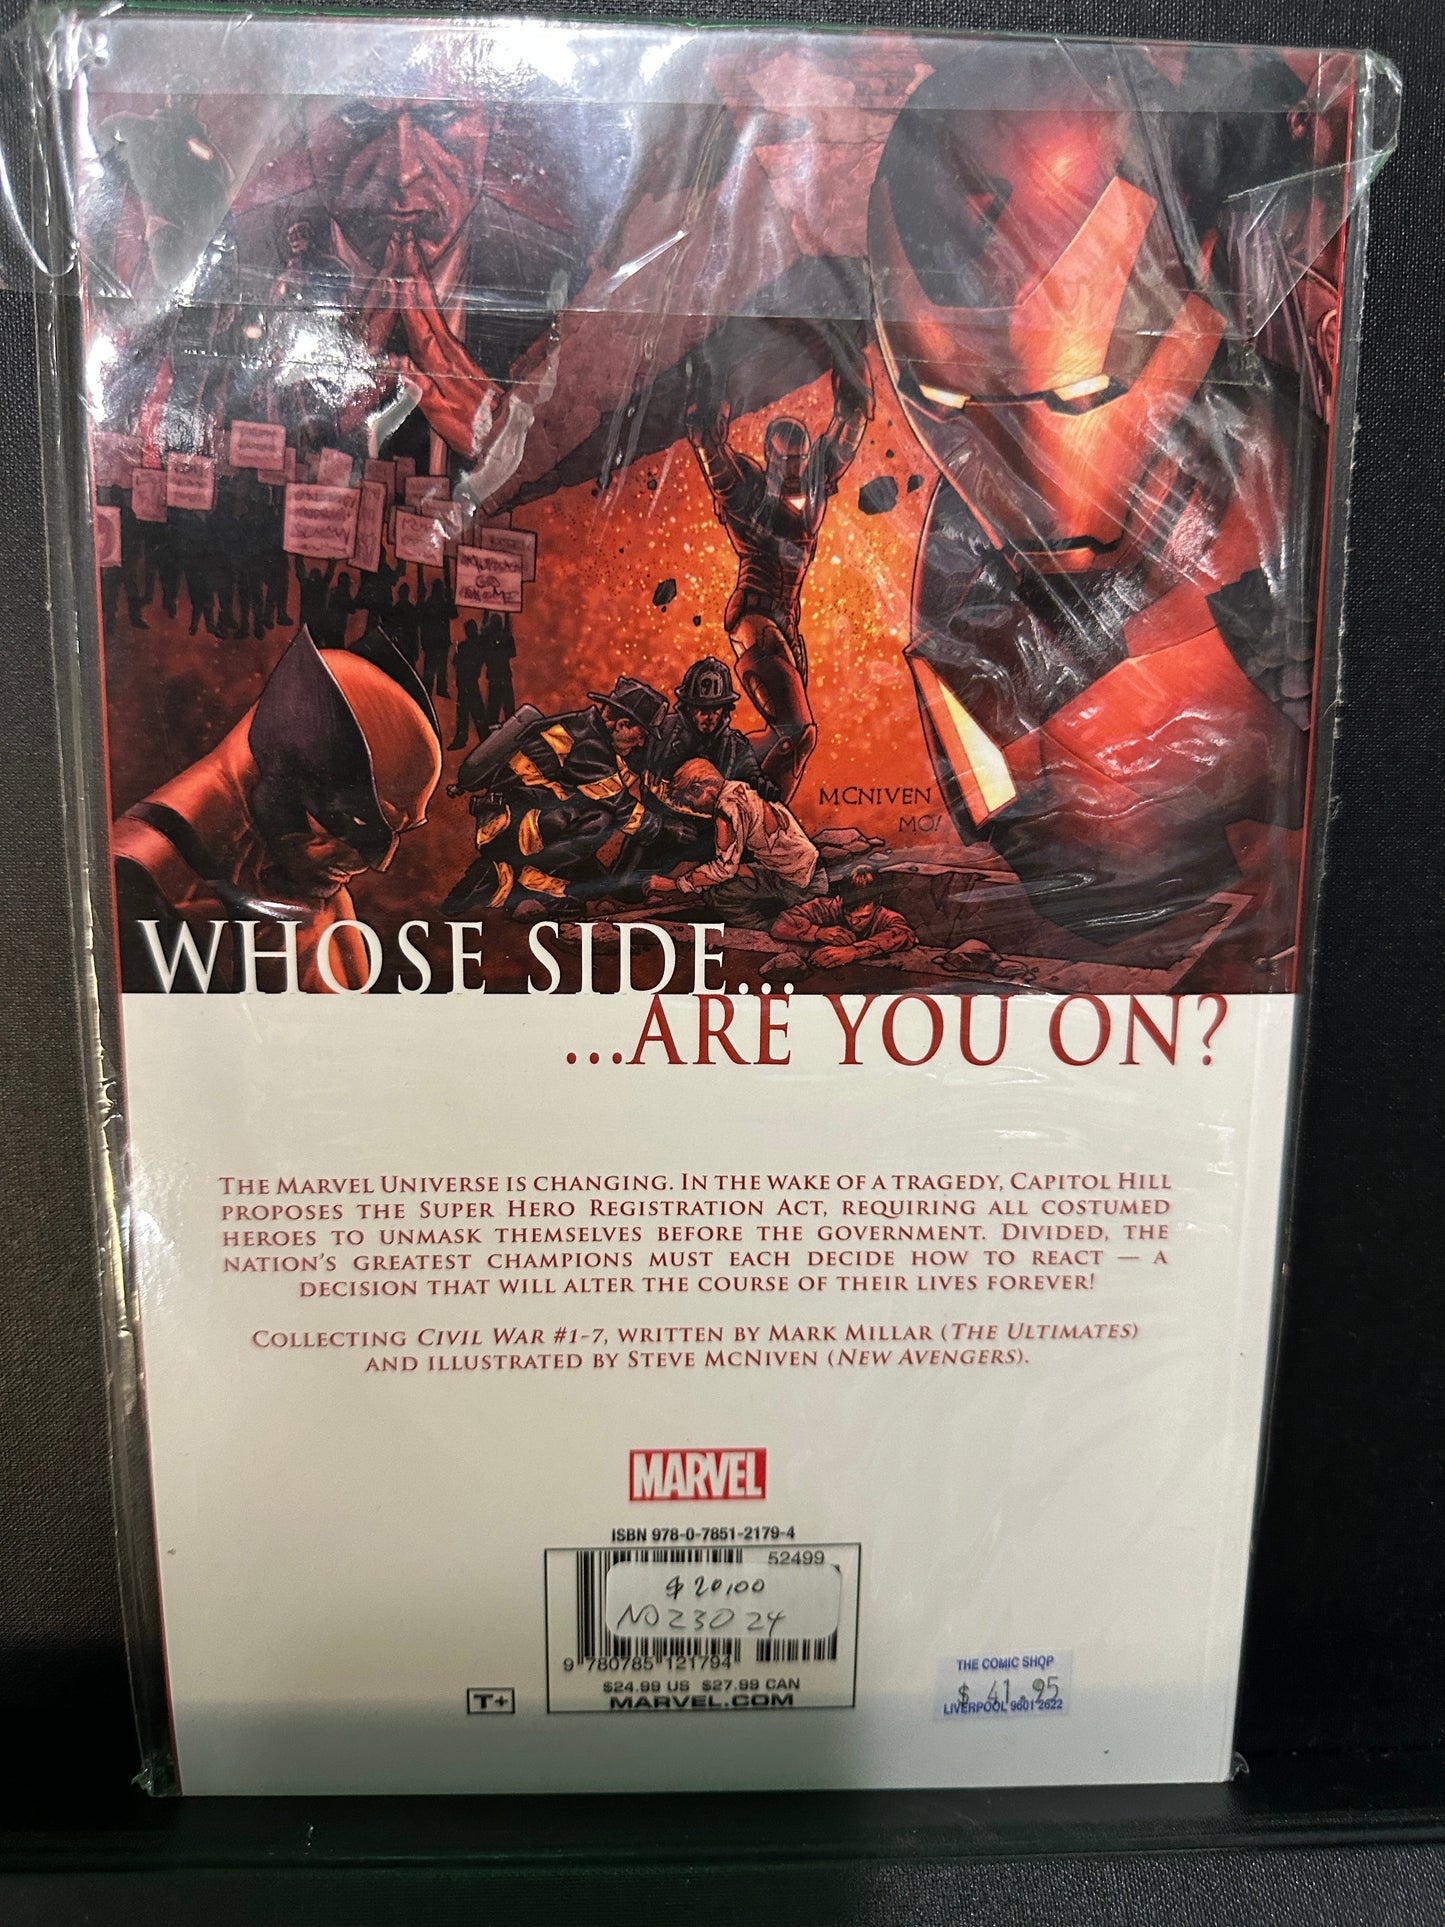 91
MCNIVEN
MO!
WHOSE SIDE...
...ARE YOU ON?
THE MARVEL UNIVERSE IS CHANGING. IN THE WAKE OF A TRAGEDY, CAPITOL HILL
PROPOSES THE SUPER HERO REGISTRATION ACT, REQUIRING ALL COSTUMED
HEROES TO UNMASK THEMSELVES BEFORE THE GOVERNMENT. DIVIDED, THE
NATION'S GREATEST CHAMPIONS MUST EACH DECIDE HOW TO REACT — A
DECISION THAT WILL ALTER THE COURSE OF THEIR LIVES FOREVER!
COLLECTING CIVIL WAR #1-7, WRITTEN BY MARK MILLAR (THE ULTIMATES)
AND ILLUSTRATED BY STEVE MCNIVEN (NEW AVENGERS).
MARVEL
ISBN 978-0-7851-2179-4
52499
$20,00
NO23024
9 780785 121794
$24.99 US $27.99 CAN
MARVEL.COM
T+
THE COMIC SHOP
$ 41.95
LIVERPOOL 9601 2622